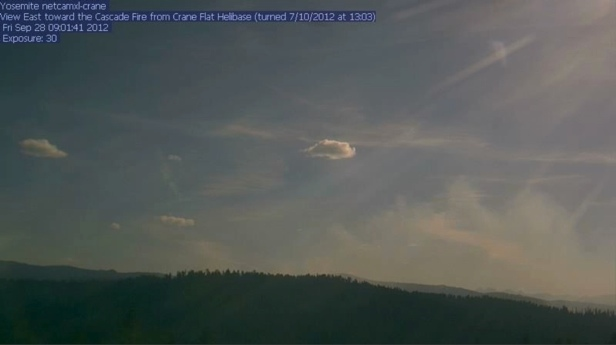 Yosemite netcamxl-crane
View East toward the Cascade Fire from Crane Flat Helibase (turned 7/10/2012 at 13:03)
Fri Sep 28 09:01:41 2012
Exposure: 30